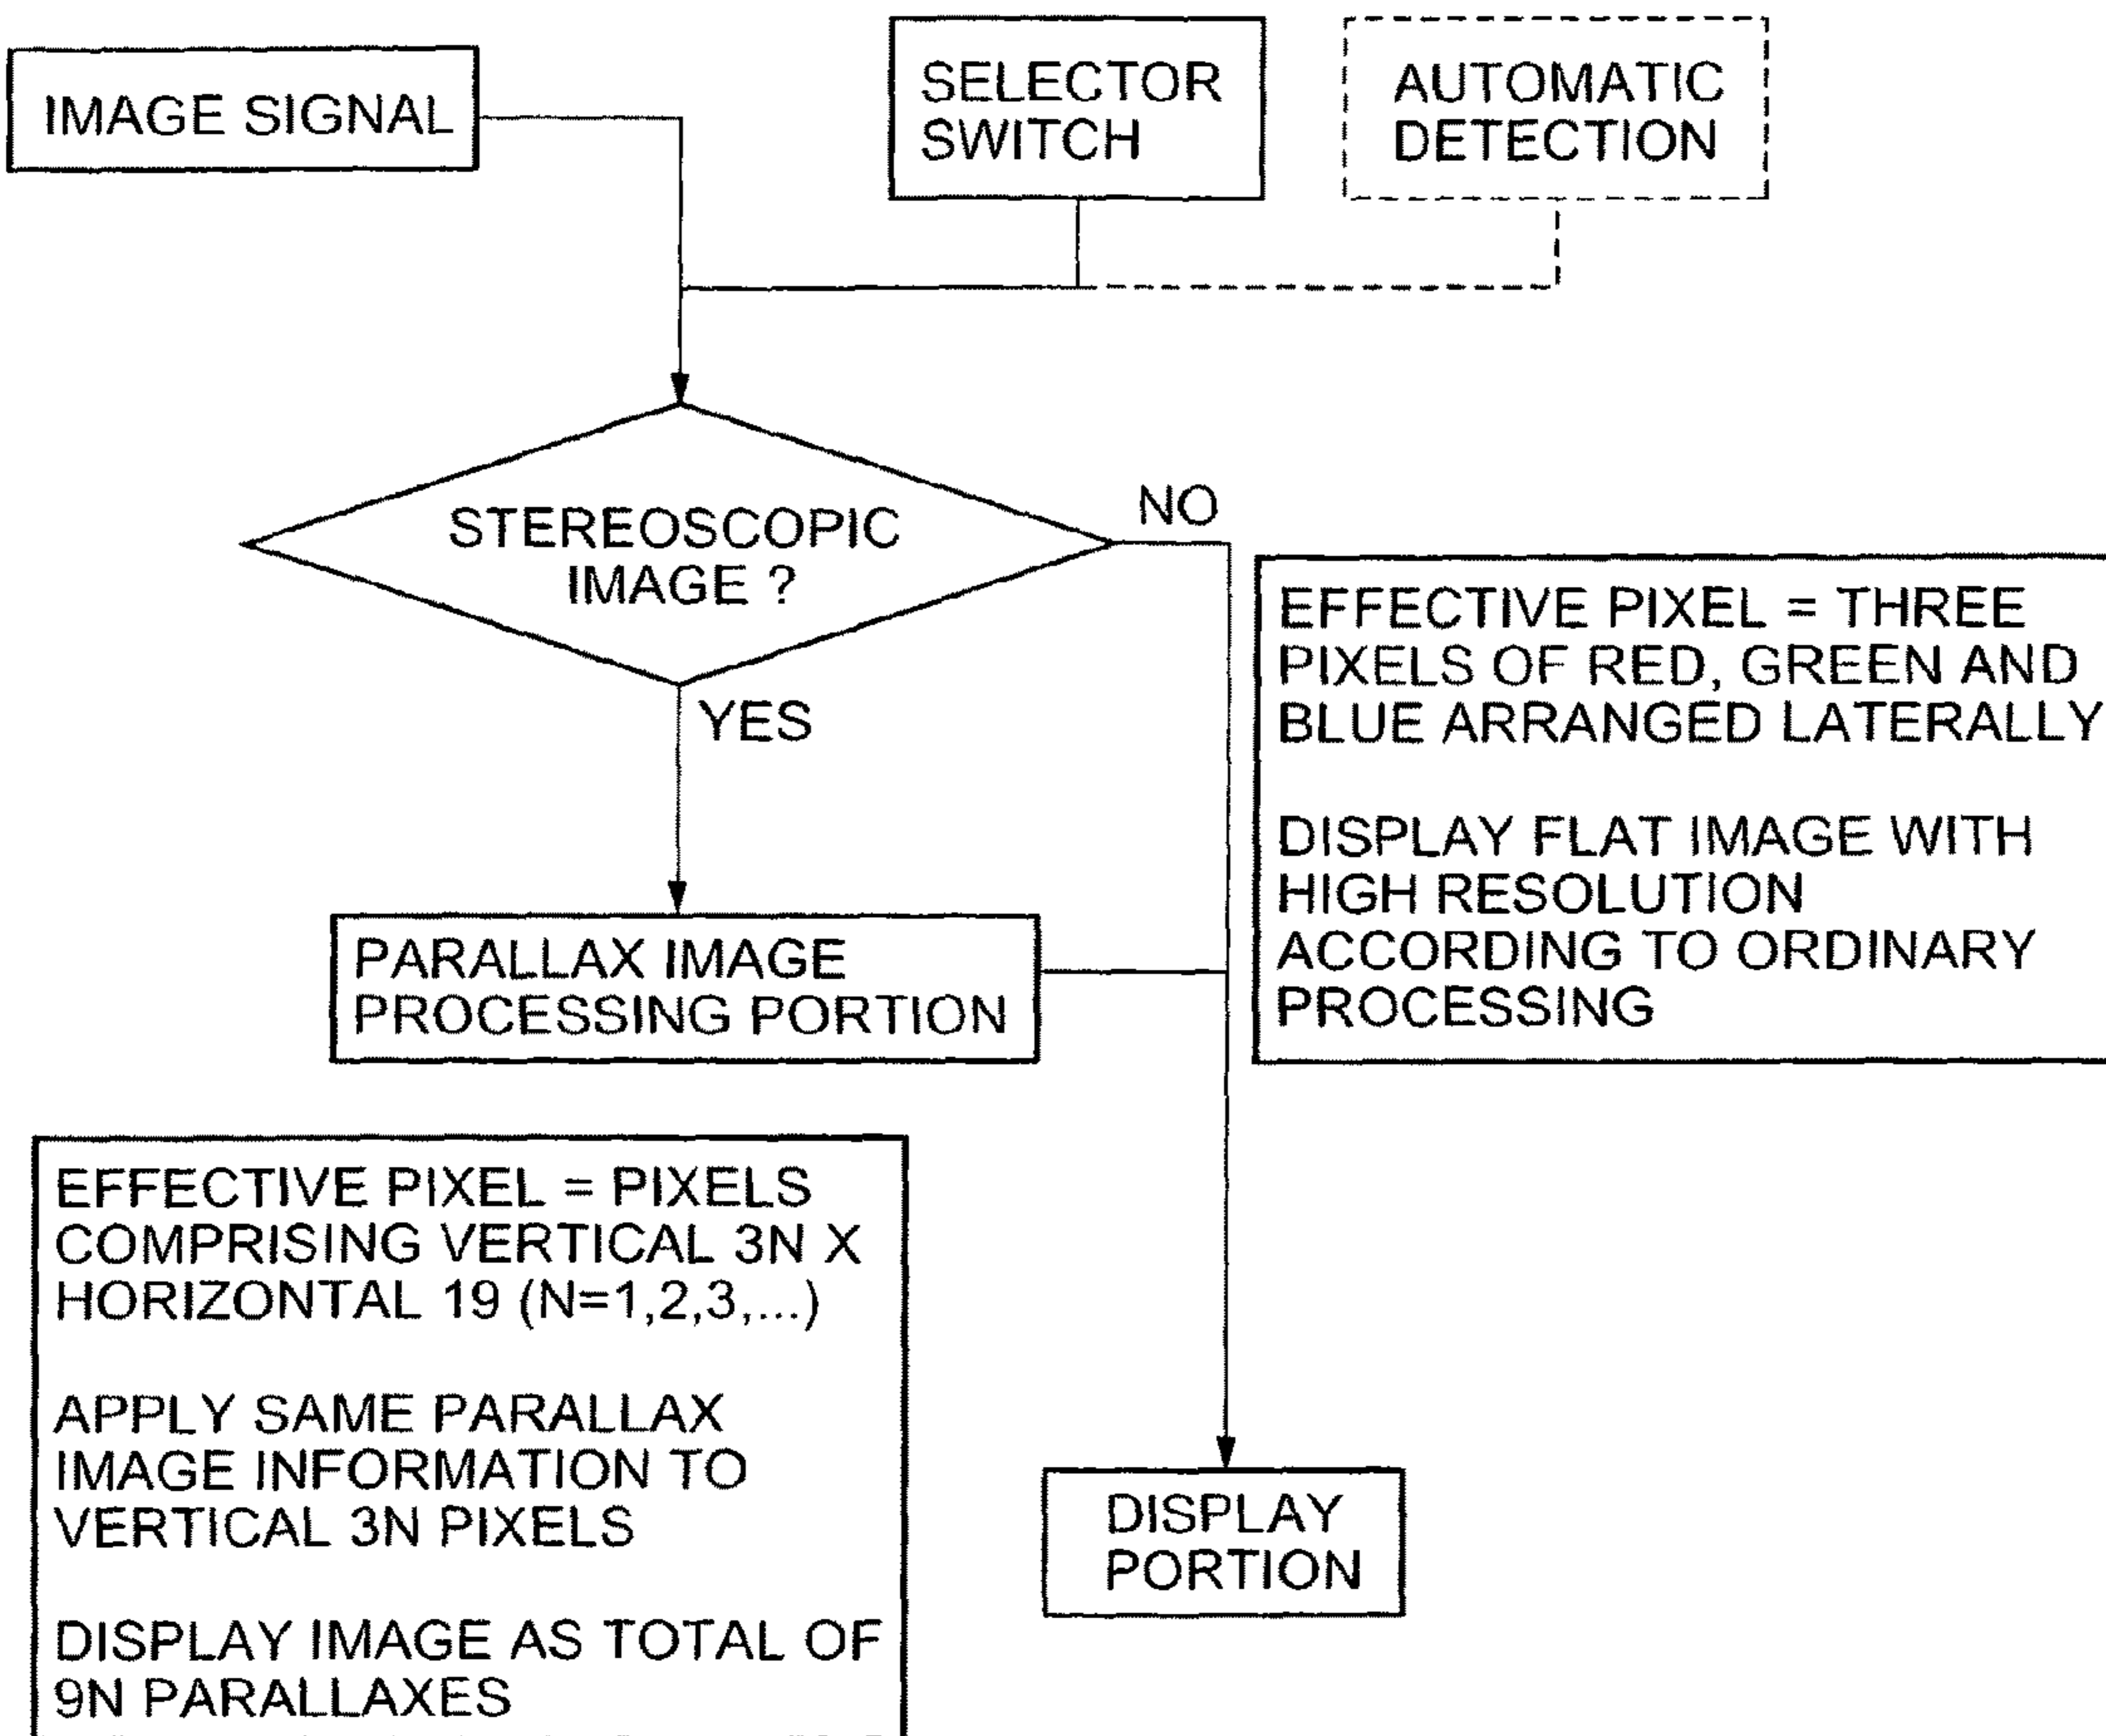 IMAGE SIGNAL
SELECTOR
SWITCH
AUTOMATIC
DETECTION
STEREOSCOPIC
IMAGE ?
NO
YES
EFFECTIVE PIXEL = THREE
PIXELS OF RED, GREEN AND
BLUE ARRANGED LATERALLY
DISPLAY FLAT IMAGE WITH
HIGH RESOLUTION
ACCORDING TO ORDINARY
PROCESSING
PARALLAX IMAGE
PROCESSING PORTION
EFFECTIVE PIXEL = PIXELS
COMPRISING VERTICAL 3N X
HORIZONTAL 19 (N=1,2,3,...)
APPLY SAME PARALLAX
IMAGE INFORMATION TO
VERTICAL 3N PIXELS
DISPLAY IMAGE AS TOTAL OF
9N PARALLAXES
DISPLAY
PORTION